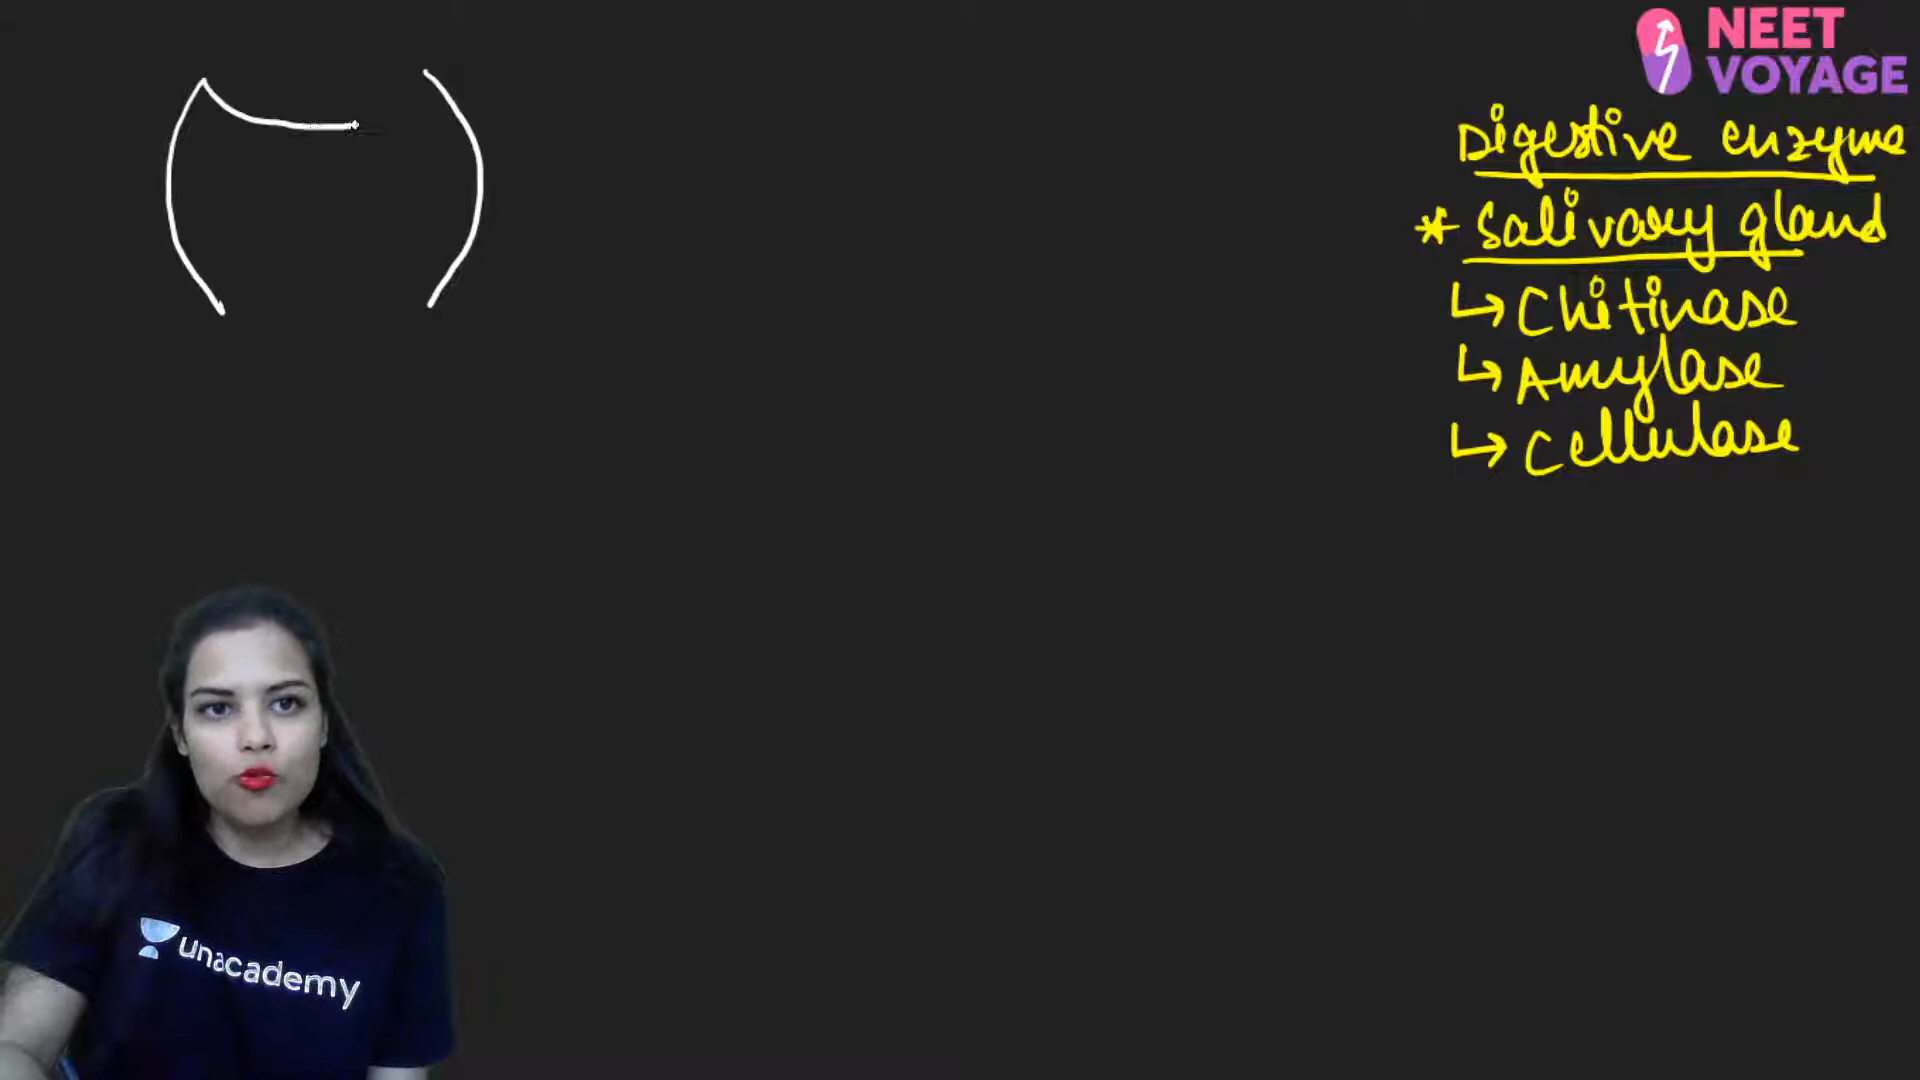 NEET
VOYAGE
Digestive enzyme
* Salivary gland
↳ Chitinase
↳ Amylase
↳ Cellulase
unacademy